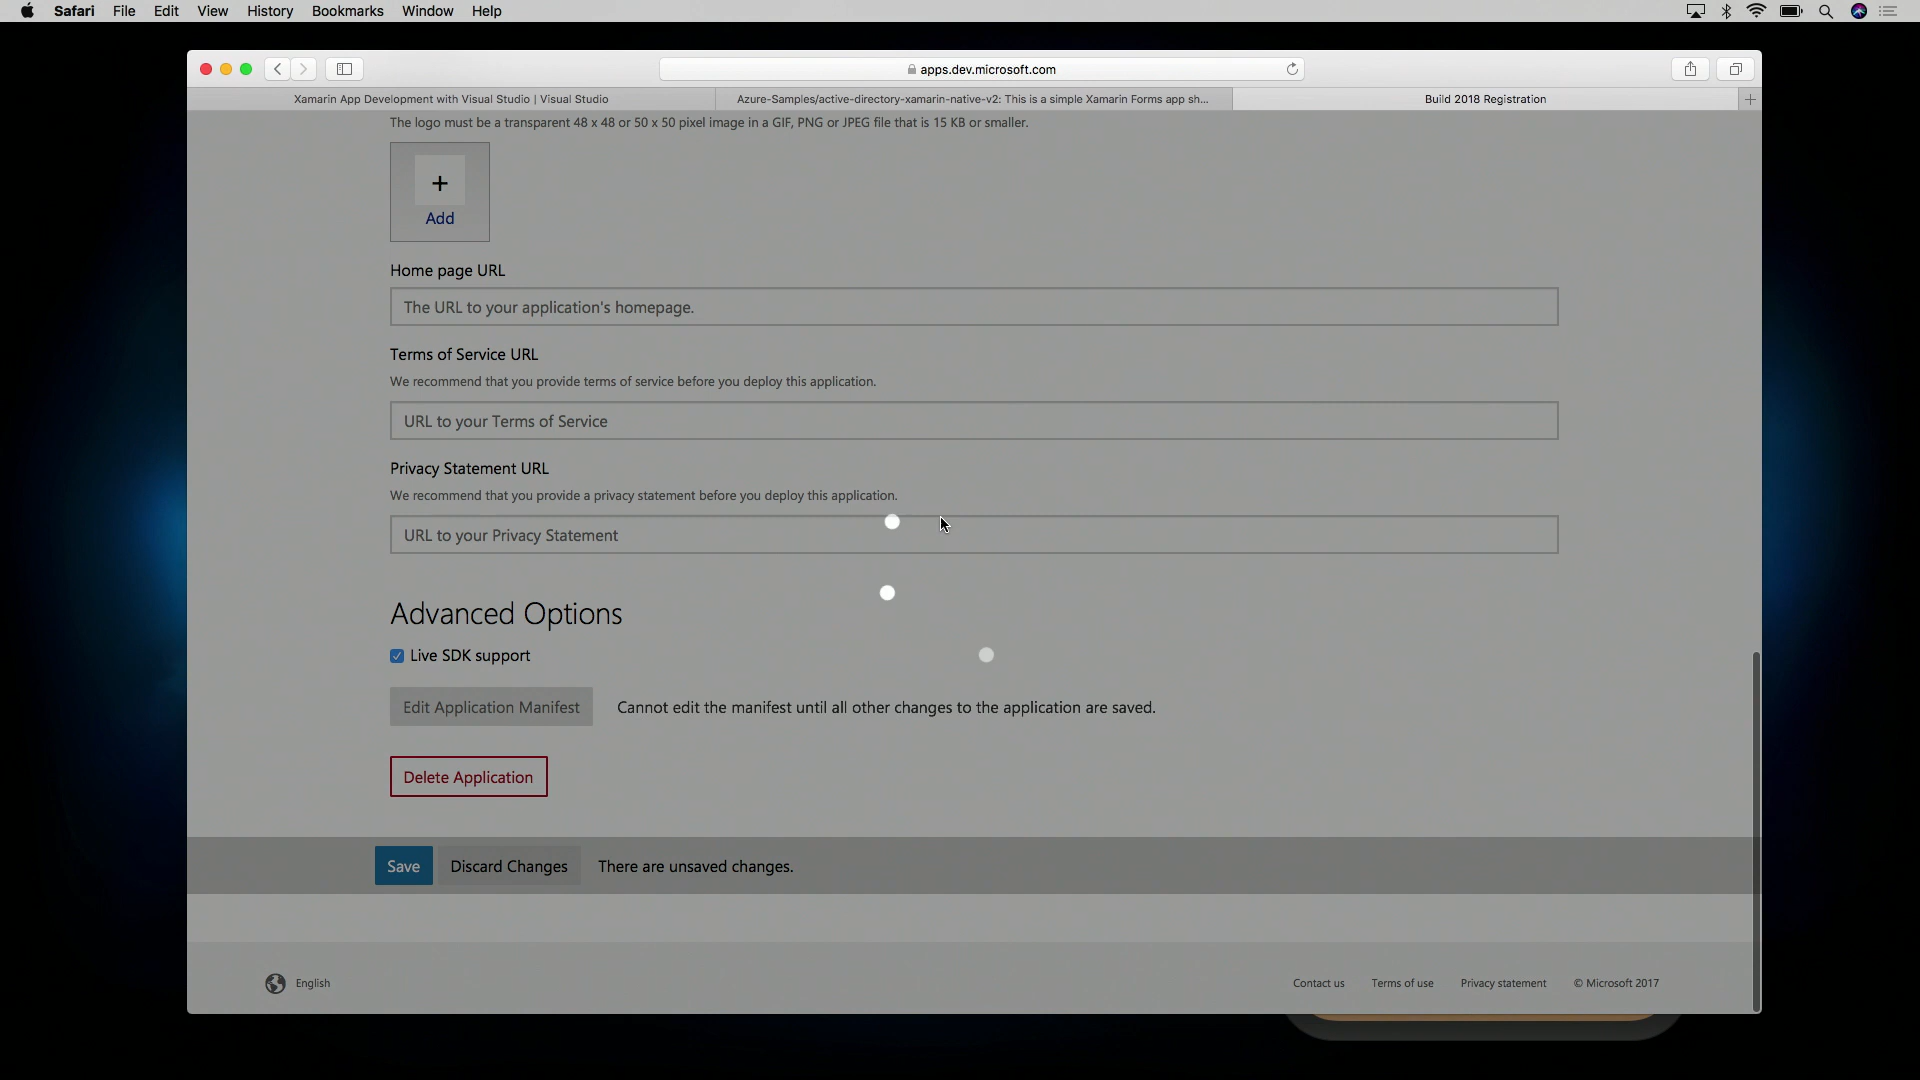 Safari File Edit View History Bookmarks Window Help
apps.dev.microsoft.com
Xamarin App Development with Visual Studio | Visual Studio
Azure-Samples/active-directory-xamarin-native-v2: This is a simple Xamarin Forms app sh...
Build 2018 Registration
The logo must be a transparent 48 x 48 or 50 x 50 pixel image in a GIF, PNG or JPEG file that is 15 KB or smaller.
+
Add
Home page URL
The URL to your application's homepage.
Terms of Service URL
We recommend that you provide terms of service before you deploy this application.
URL to your Terms of Service
Privacy Statement URL
We recommend that you provide a privacy statement before you deploy this application.
URL to your Privacy Statement
Advanced Options
Live SDK support
Edit Application Manifest Cannot edit the manifest until all other changes to the application are saved.
Delete Application
Save Discard Changes There are unsaved changes.
English Contact us Terms of use Privacy statement © Microsoft 2017